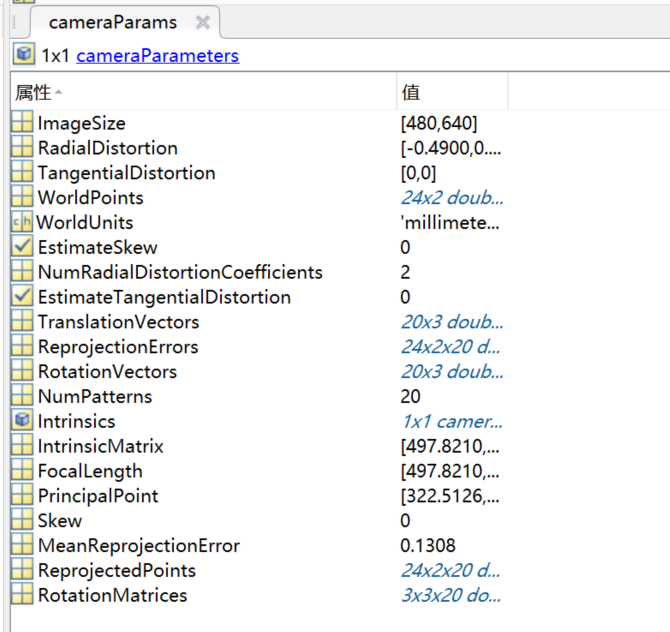 cameraParams
1x1 cameraParameters
属性 值
ImageSize [480,640]
RadialDistortion [-0.4900,0....
TangentialDistortion [0,0]
WorldPoints 24x2 doub...
WorldUnits 'millimete...
EstimateSkew 0
NumRadialDistortionCoefficients 2
EstimateTangentialDistortion 0
TranslationVectors 20x3 doub...
ReprojectionErrors 24x2x20 d...
RotationVectors 20x3 doub...
NumPatterns 20
Intrinsics 1x1 camer...
IntrinsicMatrix [497.8210,...
FocalLength [497.8210,...
PrincipalPoint [322.5126,...
Skew 0
MeanReprojectionError 0.1308
ReprojectedPoints 24x2x20 d...
RotationMatrices 3x3x20 do...